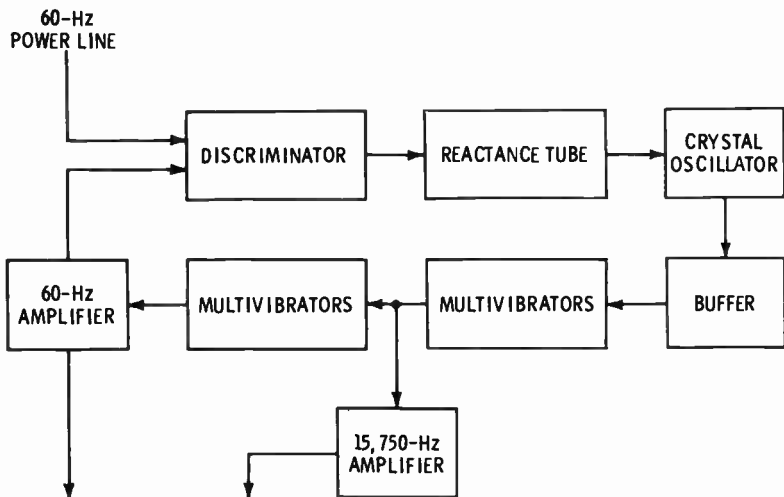 60-Hz
POWER LINE
DISCRIMINATOR
REACTANCE TUBE
CRYSTAL
OSCILLATOR
60-Hz
AMPLIFIER
MULTIVIBRATORS
MULTIVIBRATORS
BUFFER
15,750-Hz
AMPLIFIER